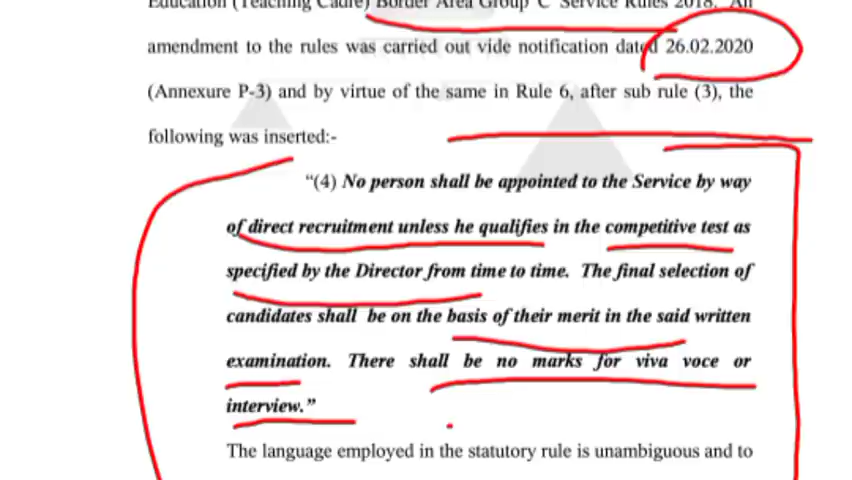 Education (Teaching Cadre) Border Area Group 'C' Service Rules 2018. An
amendment to the rules was carried out vide notification dated 26.02.2020
(Annexure P-3) and by virtue of the same in Rule 6, after sub rule (3), the
following was inserted:-
“(4) No person shall be appointed to the Service by way
of direct recruitment unless he qualifies in the competitive test as
specified by the Director from time to time. The final selection of
candidates shall be on the basis of their merit in the said written
examination. There shall be no marks for viva voce or
interview.”
The language employed in the statutory rule is unambiguous and to